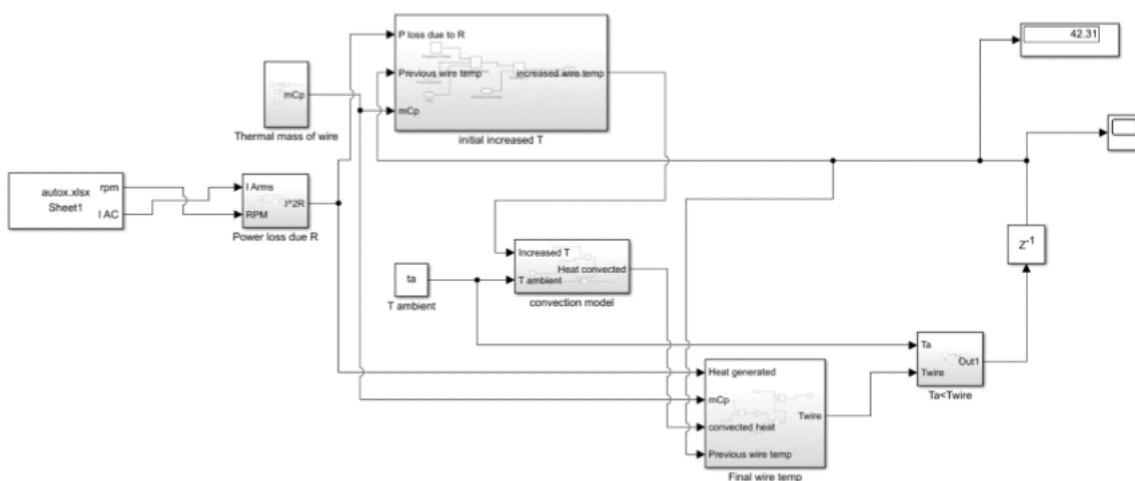 42.31
P loss due to R
Previous wire temp
increased wire temp
mCp
initial increased T
mCp
Thermal mass of wire
autox.xlsx
Sheet1
rpm
I AC
I Arms
RPM
I^2R
Power loss due R
Increased T
Heat convected
T ambient
convection model
ta
T ambient
Z-1
Ta
Twire
Out1
Ta<Twire
Heat generated
mCp
Twire
convected heat
Previous wire temp
Final wire temp